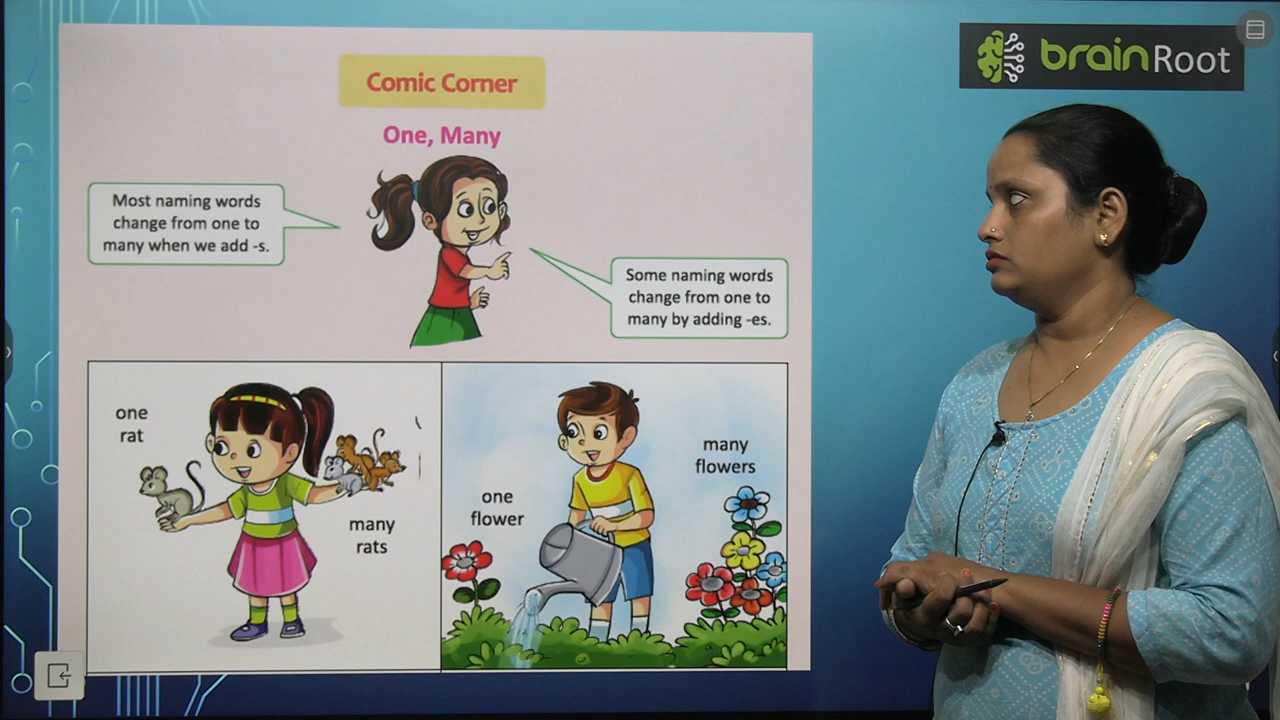 brainRoot
Comic Corner
One, Many
Most naming words
change from one to
many when we add -s.
Some naming words
change from one to
many by adding -es.
one
rat
many
rats
one
flower
many
flowers